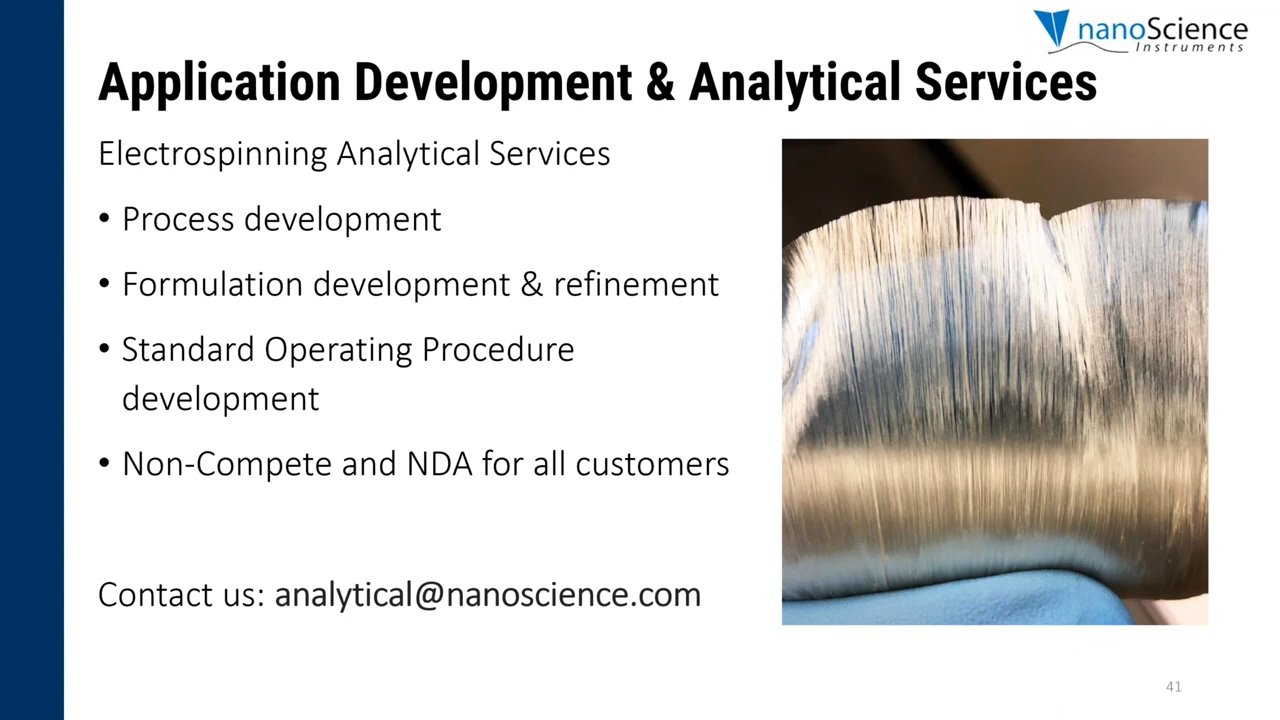 nanoScience
Instruments
Application Development & Analytical Services
Electrospinning Analytical Services
• Process development
• Formulation development & refinement
• Standard Operating Procedure
development
• Non-Compete and NDA for all customers
Contact us: analytical@nanoscience.com
41